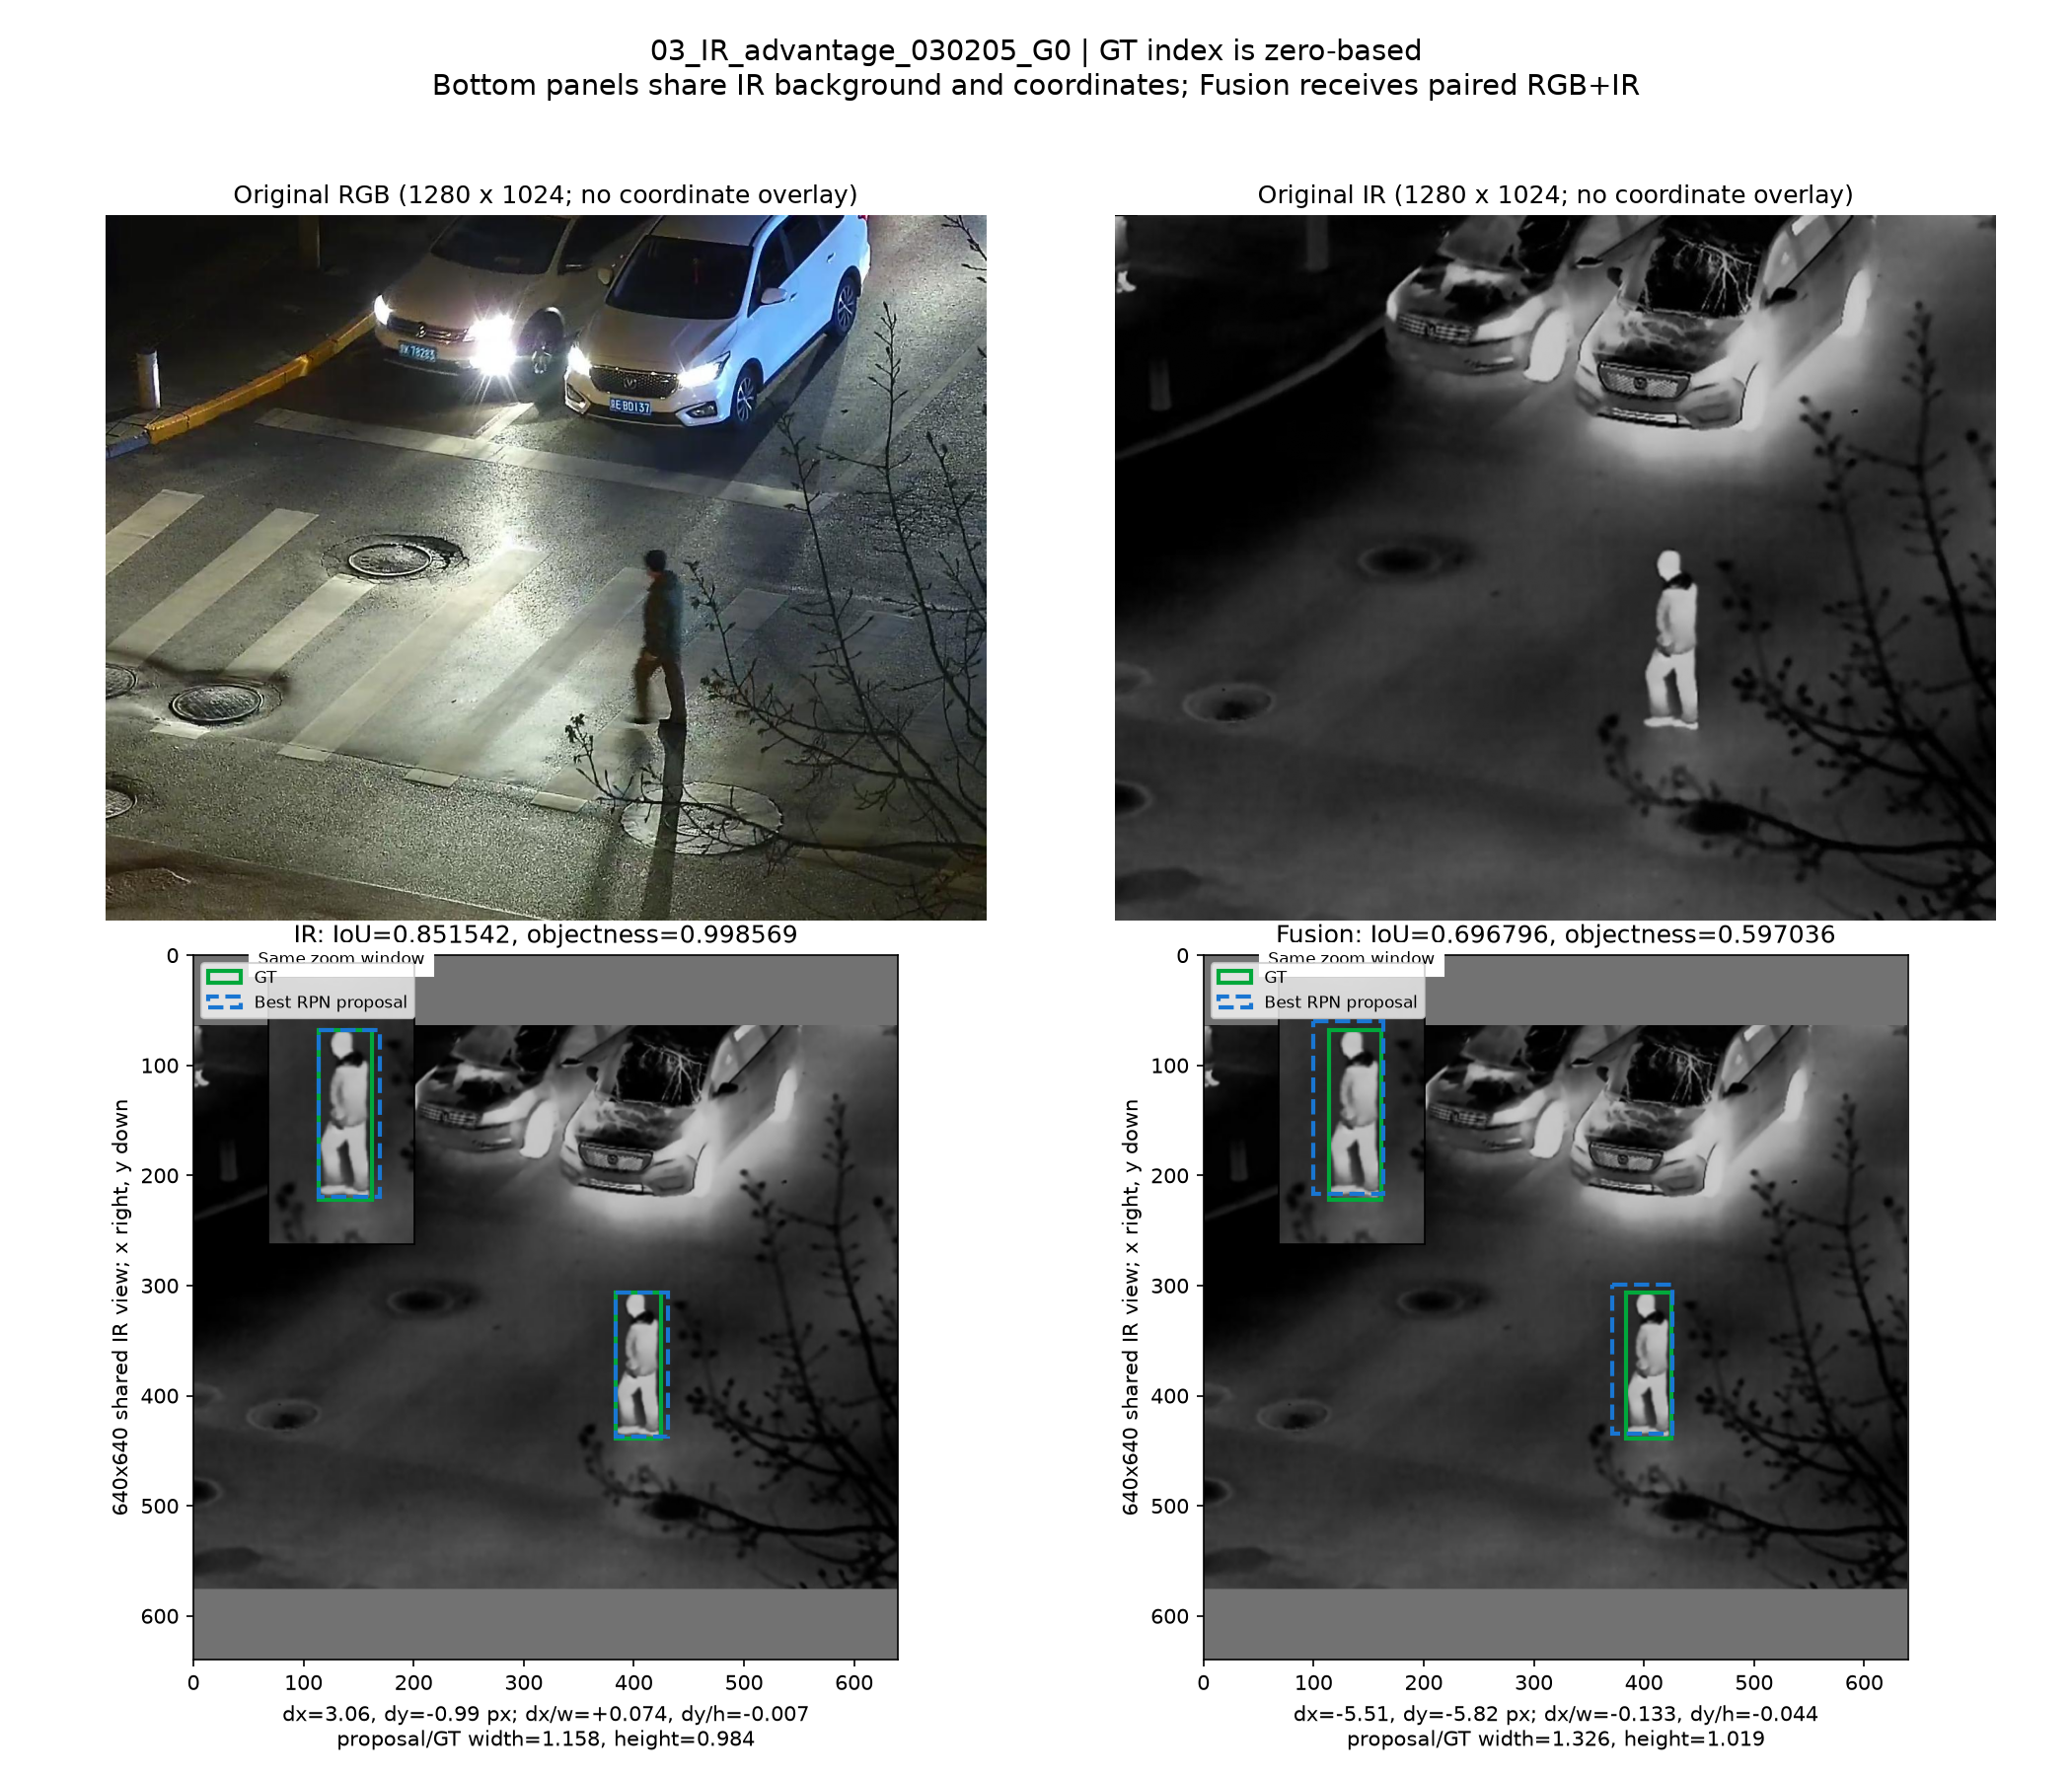 03_IR_advantage_030205_G0 | GT index is zero-based
Bottom panels share IR background and coordinates; Fusion receives paired RGB+IR
Original RGB (1280 x 1024; no coordinate overlay)
Original IR (1280 x 1024; no coordinate overlay)
IR: IoU=0.851542, objectness=0.998569
Same zoom window
GT
Best RPN proposal
0
100
200
300
400
500
600
640x640 shared IR view; x right, y down
0
100
200
300
400
500
600
dx=3.06, dy=-0.99 px; dx/w=+0.074, dy/h=-0.007
proposal/GT width=1.158, height=0.984
Fusion: IoU=0.696796, objectness=0.597036
Same zoom window
GT
Best RPN proposal
0
100
200
300
400
500
600
640x640 shared IR view; x right, y down
0
100
200
300
400
500
600
dx=-5.51, dy=-5.82 px; dx/w=-0.133, dy/h=-0.044
proposal/GT width=1.326, height=1.019